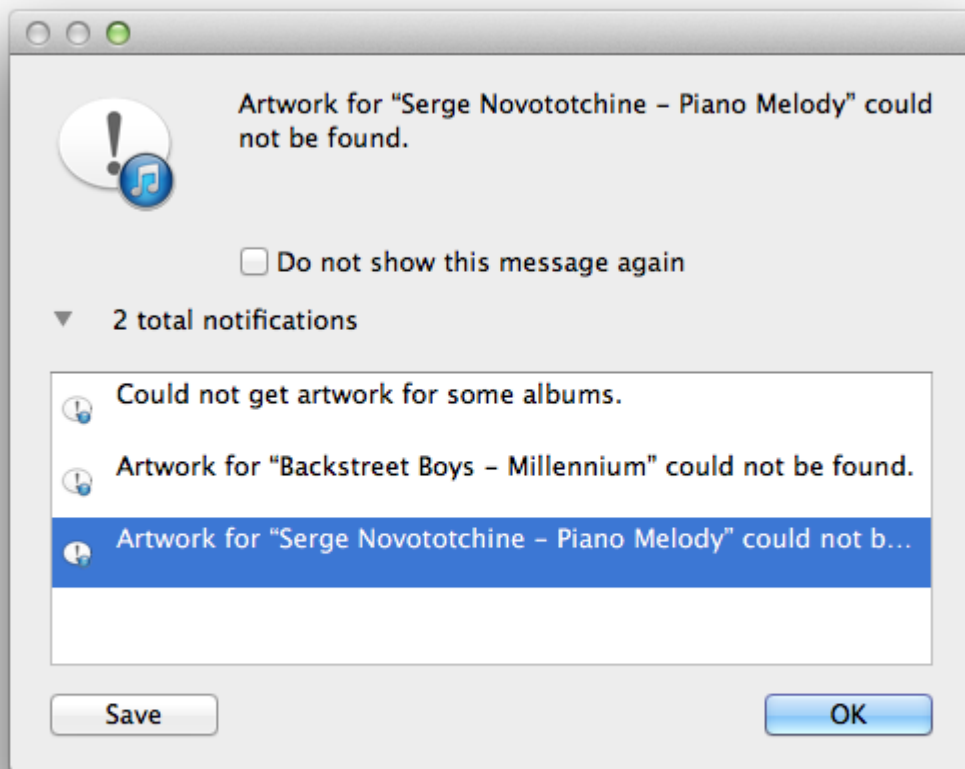 Artwork for “Serge Novototchine – Piano Melody” could
not be found.
Do not show this message again
2 total notifications
Could not get artwork for some albums.
Artwork for “Backstreet Boys – Millennium” could not be found.
Artwork for “Serge Novototchine – Piano Melody” could not b...
Save
OK